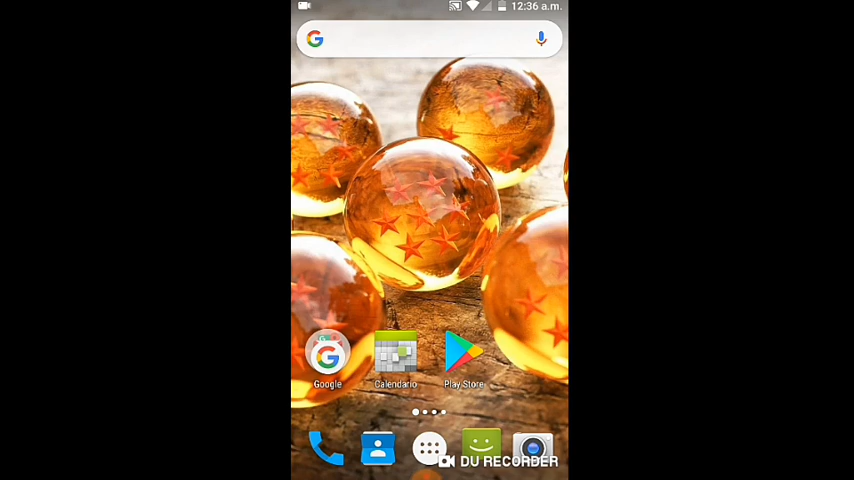 12:36 a.m.
Google
Calendario
Play Store
DU RECORDER